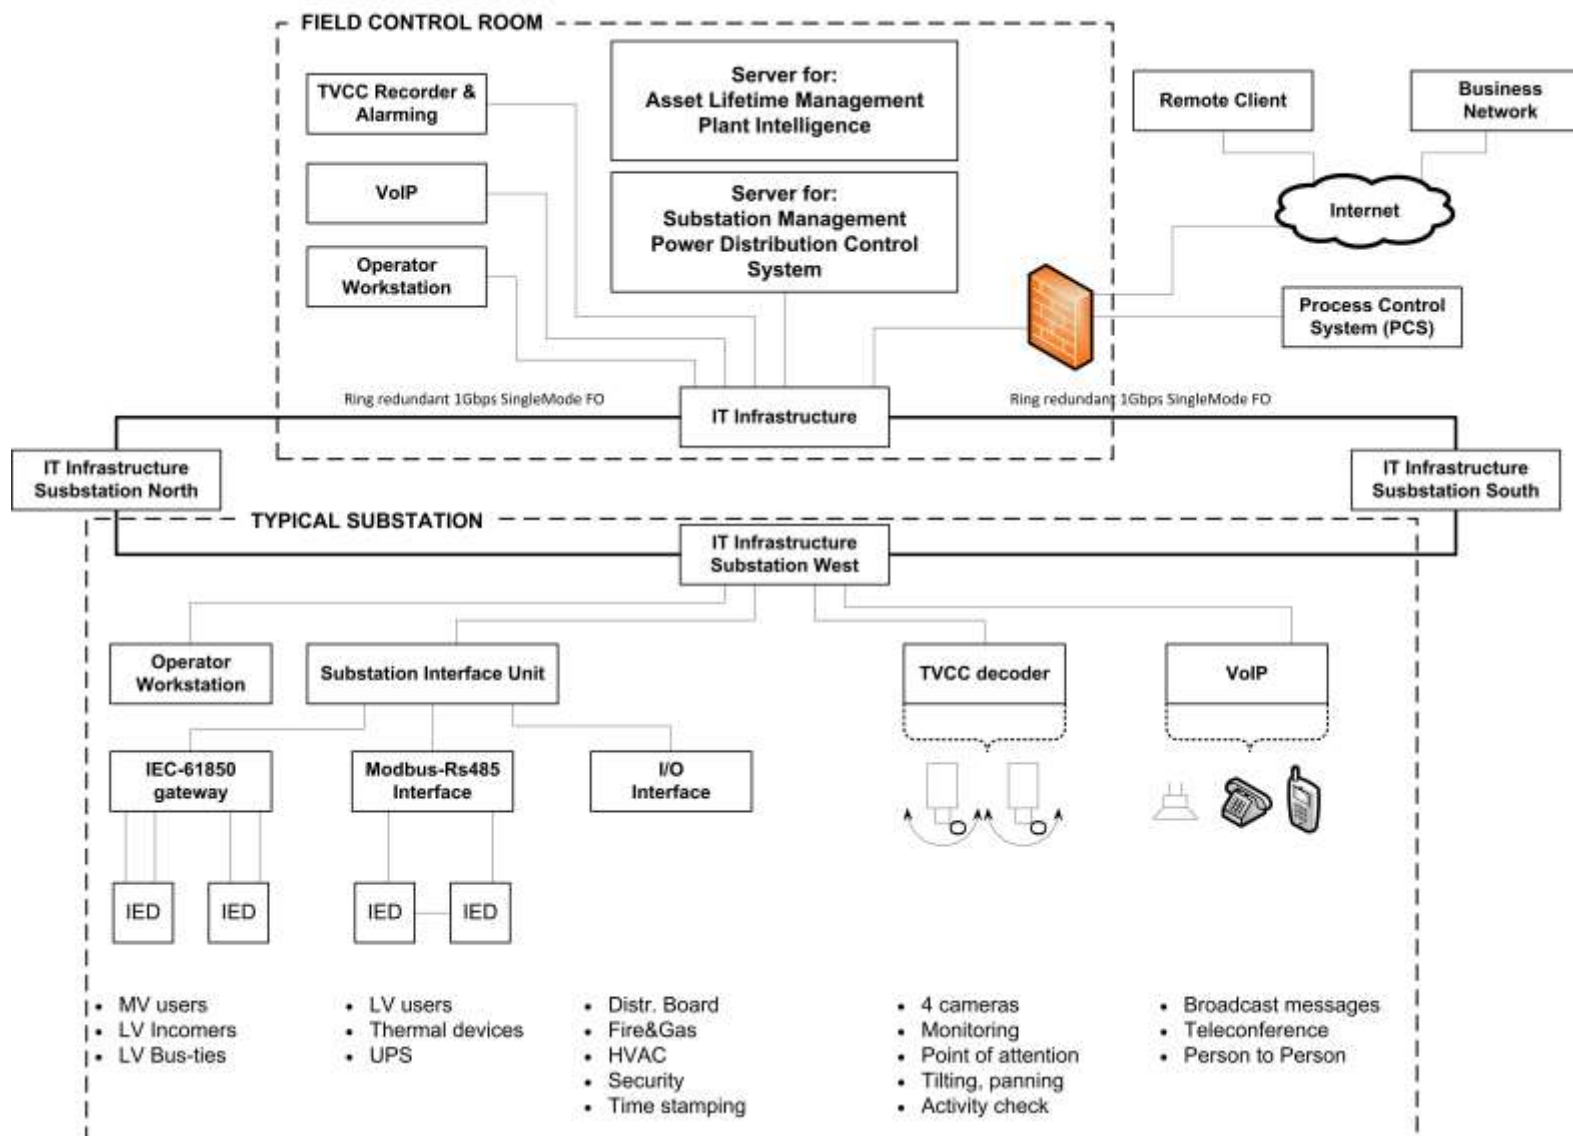 FIELD CONTROL ROOM
TVCC Recorder &
Alarming
VoIP
Operator
Workstation
Server for:
Asset Lifetime Management
Plant Intelligence
Server for:
Substation Management
Power Distribution Control
System
Remote Client
Business
Network
Internet
Process Control
System (PCS)
Ring redundant 1Gbps SingleMode FO
IT Infrastructure
Ring redundant 1Gbps SingleMode FO
IT Infrastructure
Susbstation North
IT Infrastructure
Susbstation South
TYPICAL SUBSTATION
IT Infrastructure
Substation West
Operator
Workstation
Substation Interface Unit
TVCC decoder
VoIP
IEC-61850
gateway
Modbus-Rs485
Interface
I/O
Interface
IED
IED
IED
IED
• MV users
• LV Incomers
• LV Bus-ties
• LV users
• Thermal devices
• UPS
• Distr. Board
• Fire&Gas
• HVAC
• Security
• Time stamping
• 4 cameras
• Monitoring
• Point of attention
• Tilting, panning
• Activity check
• Broadcast messages
• Teleconference
• Person to Person